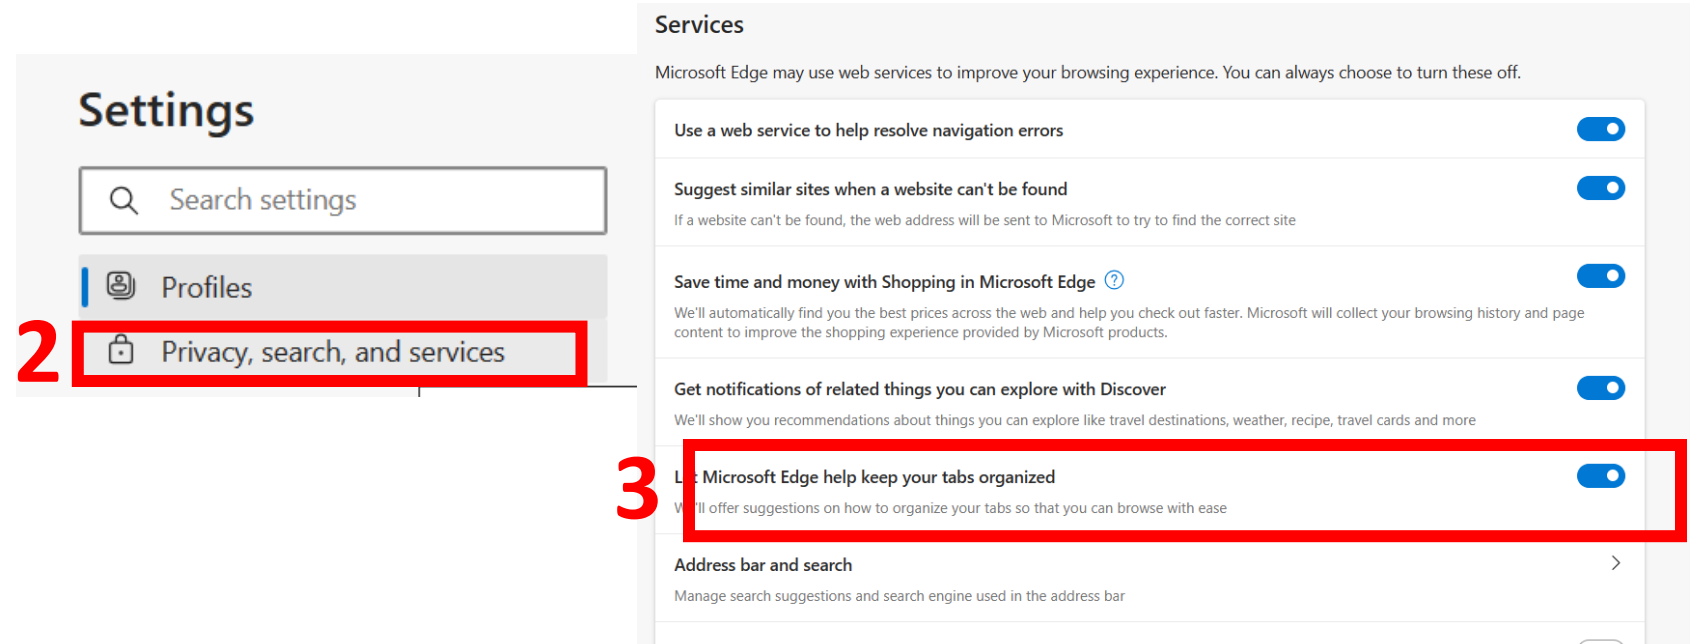 Settings
Search settings
Profiles
2
Privacy, search, and services
Services
Microsoft Edge may use web services to improve your browsing experience. You can always choose to turn these off.
Use a web service to help resolve navigation errors
Suggest similar sites when a website can't be found
If a website can't be found, the web address will be sent to Microsoft to try to find the correct site
Save time and money with Shopping in Microsoft Edge ?
We'll automatically find you the best prices across the web and help you check out faster. Microsoft will collect your browsing history and page
content to improve the shopping experience provided by Microsoft products.
Get notifications of related things you can explore with Discover
We'll show you recommendations about things you can explore like travel destinations, weather, recipe, travel cards and more
3
Let Microsoft Edge help keep your tabs organized
We'll offer suggestions on how to organize your tabs so that you can browse with ease
Address bar and search
Manage search suggestions and search engine used in the address bar